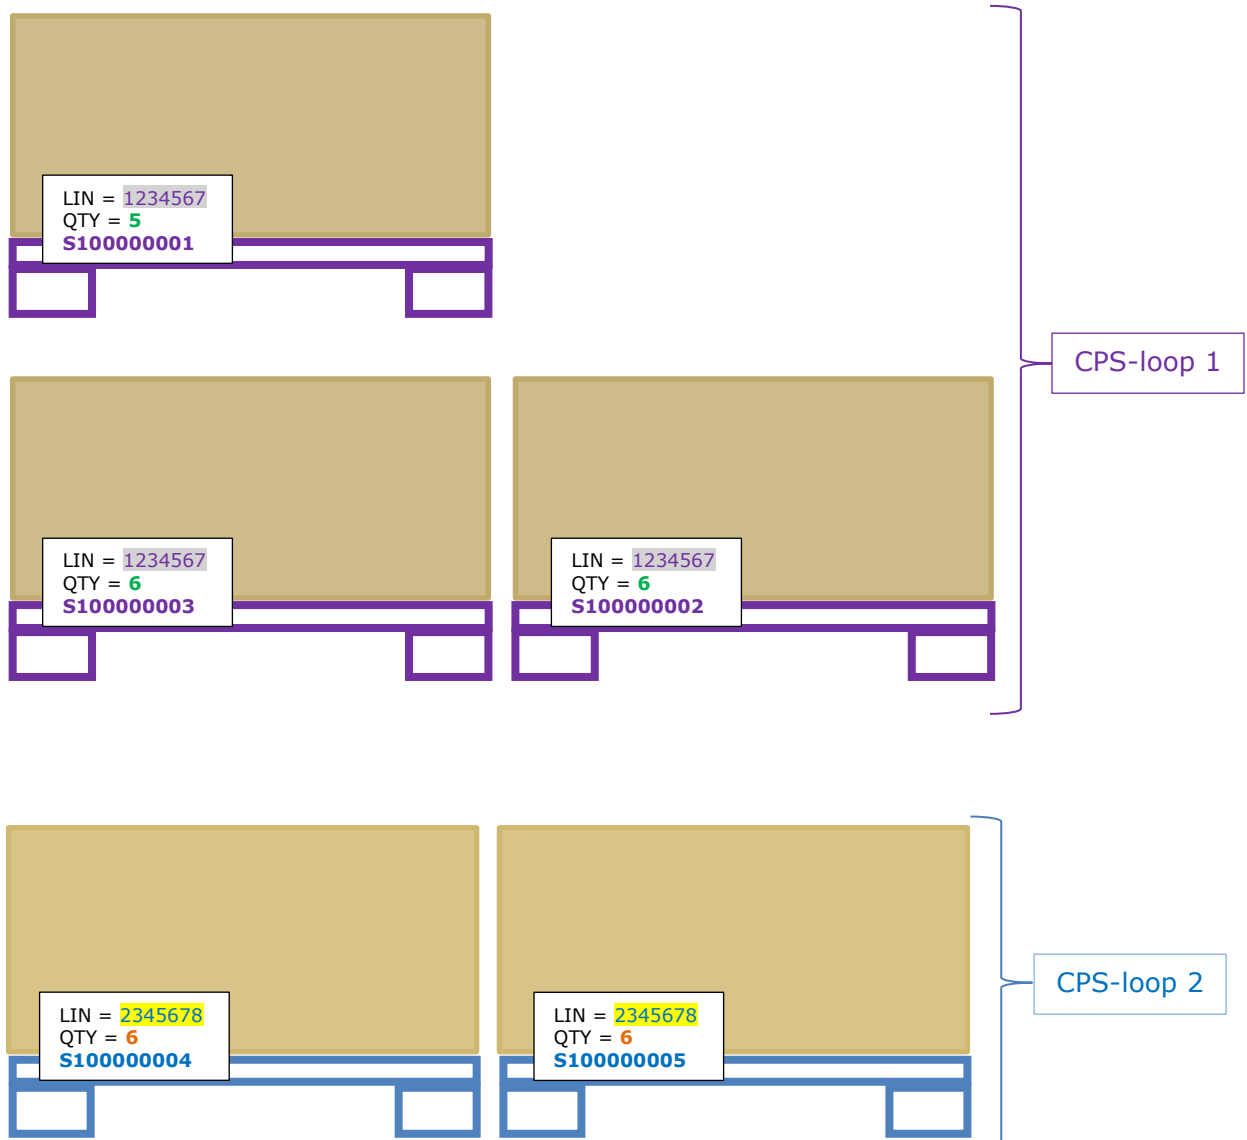 LIN = 1234567
QTY = 5
S100000001
CPS-loop 1
LIN = 1234567
QTY = 6
S100000003
LIN = 1234567
QTY = 6
S100000002
LIN = 2345678
QTY = 6
S100000004
LIN = 2345678
QTY = 6
S100000005
CPS-loop 2